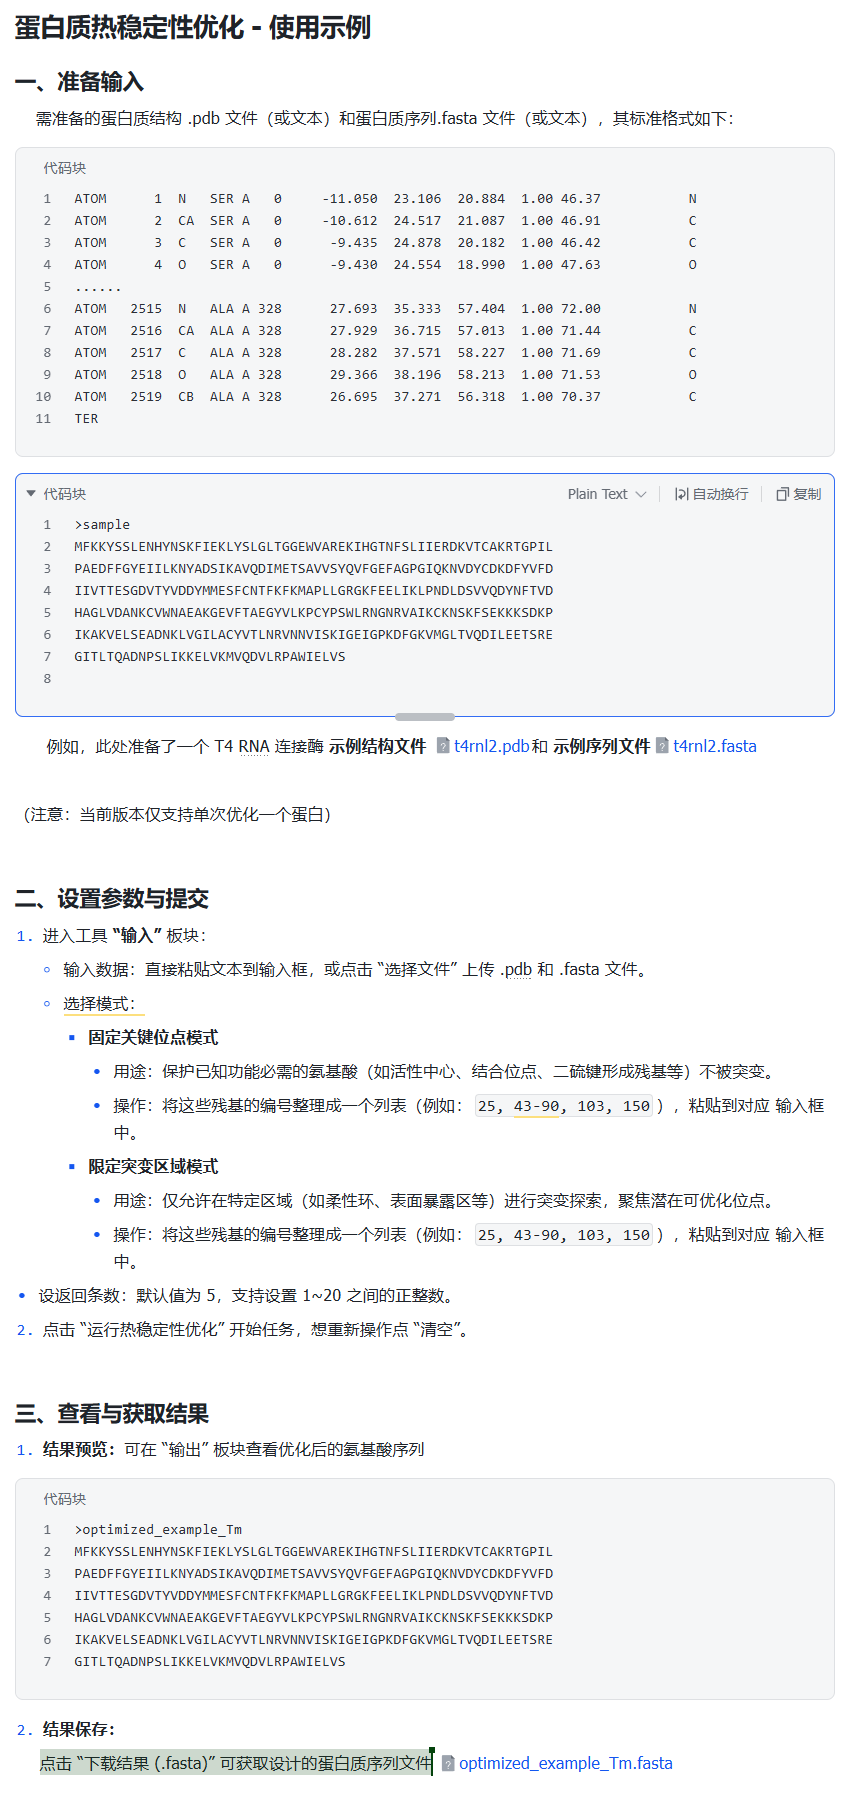 蛋白质热稳定性优化 - 使用示例
一、准备输入
需准备的蛋白质结构 .pdb 文件（或文本）和蛋白质序列.fasta 文件（或文本），其标准格式如下：
代码块
1 ATOM      1  N   SER A   0     -11.050  23.106  20.884  1.00 46.37           N
2 ATOM      2  CA  SER A   0     -10.612  24.517  21.087  1.00 46.91           C
3 ATOM      3  C   SER A   0      -9.435  24.878  20.182  1.00 46.42           C
4 ATOM      4  O   SER A   0      -9.430  24.554  18.990  1.00 47.63           O
5 ......
6 ATOM   2515  N   ALA A 328      27.693  35.333  57.404  1.00 72.00           N
7 ATOM   2516  CA  ALA A 328      27.929  36.715  57.013  1.00 71.44           C
8 ATOM   2517  C   ALA A 328      28.282  37.571  58.227  1.00 71.69           C
9 ATOM   2518  O   ALA A 328      29.366  38.196  58.213  1.00 71.53           O
10 ATOM   2519  CB  ALA A 328      26.695  37.271  56.318  1.00 70.37           C
11 TER
代码块 Plain Text 自动换行 复制
1 >sample
2 MFKKYSSLENHYNSKFIEKLYSLGLTGGEWVAREKIHGTNFSLIIERDKVTCAKRTGPIL
3 PAEDFFGYEIILKNYADSIKAVQDIMETSAVVSYQVFGEFAGPGIQKNVDYCDKDFYVFD
4 IIVTTESGDVTYVDDYMMESFCNTFKFKMAPLLGRGKFEELIKLPNDLDSVVQDYNFTVD
5 HAGLVDANKCVWNAEAKGEVFTAEGYVLKPCYPSWLRNGNRVAIKCKNSKFSEKKKSDKP
6 IKAKVELSEADNKLVGILACYVTLNRVNNVISKIGEIGPKDFGKVMGLTVQDILEETSRE
7 GITLTQADNPSLIKKELVKMVQDVLRPAWIELVS
8
例如，此处准备了一个 T4 RNA 连接酶 示例结构文件 t4rnl2.pdb和 示例序列文件 t4rnl2.fasta
（注意：当前版本仅支持单次优化一个蛋白）
二、设置参数与提交
1. 进入工具 “输入” 板块：
◦ 输入数据：直接粘贴文本到输入框，或点击 “选择文件” 上传 .pdb 和 .fasta 文件。
◦ 选择模式：
▪ 固定关键位点模式
• 用途：保护已知功能必需的氨基酸（如活性中心、结合位点、二硫键形成残基等）不被突变。
• 操作：将这些残基的编号整理成一个列表（例如： 25, 43-90, 103, 150 ），粘贴到对应 输入框
中。
▪ 限定突变区域模式
• 用途：仅允许在特定区域（如柔性环、表面暴露区等）进行突变探索，聚焦潜在可优化位点。
• 操作：将这些残基的编号整理成一个列表（例如： 25, 43-90, 103, 150 ），粘贴到对应 输入框
中。
• 设返回条数：默认值为 5，支持设置 1~20 之间的正整数。
2. 点击 “运行热稳定性优化” 开始任务，想重新操作点 “清空”。
三、查看与获取结果
1. 结果预览：可在 “输出” 板块查看优化后的氨基酸序列
代码块
1 >optimized_example_Tm
2 MFKKYSSLENHYNSKFIEKLYSLGLTGGEWVAREKIHGTNFSLIIERDKVTCAKRTGPIL
3 PAEDFFGYEIILKNYADSIKAVQDIMETSAVVSYQVFGEFAGPGIQKNVDYCDKDFYVFD
4 IIVTTESGDVTYVDDYMMESFCNTFKFKMAPLLGRGKFEELIKLPNDLDSVVQDYNFTVD
5 HAGLVDANKCVWNAEAKGEVFTAEGYVLKPCYPSWLRNGNRVAIKCKNSKFSEKKKSDKP
6 IKAKVELSEADNKLVGILACYVTLNRVNNVISKIGEIGPKDFGKVMGLTVQDILEETSRE
7 GITLTQADNPSLIKKELVKMVQDVLRPAWIELVS
2. 结果保存：
点击 “下载结果 (.fasta)” 可获取设计的蛋白质序列文件 optimized_example_Tm.fasta